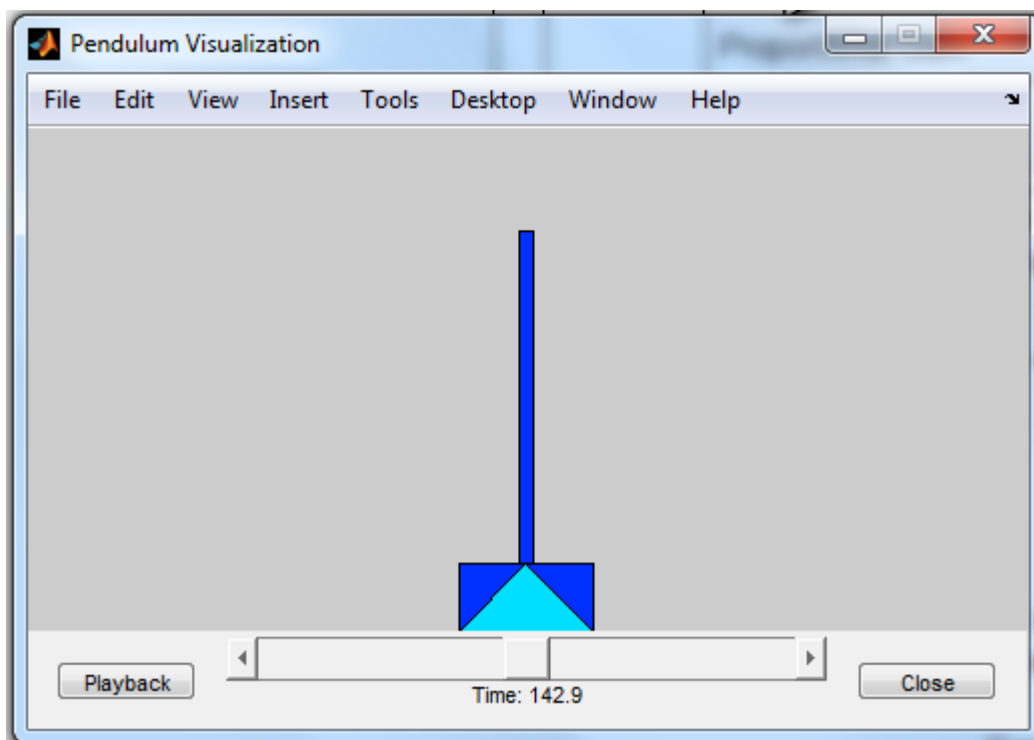 Pendulum Visualization
File Edit View Insert Tools Desktop Window Help
Playback
Time: 142.9
Close